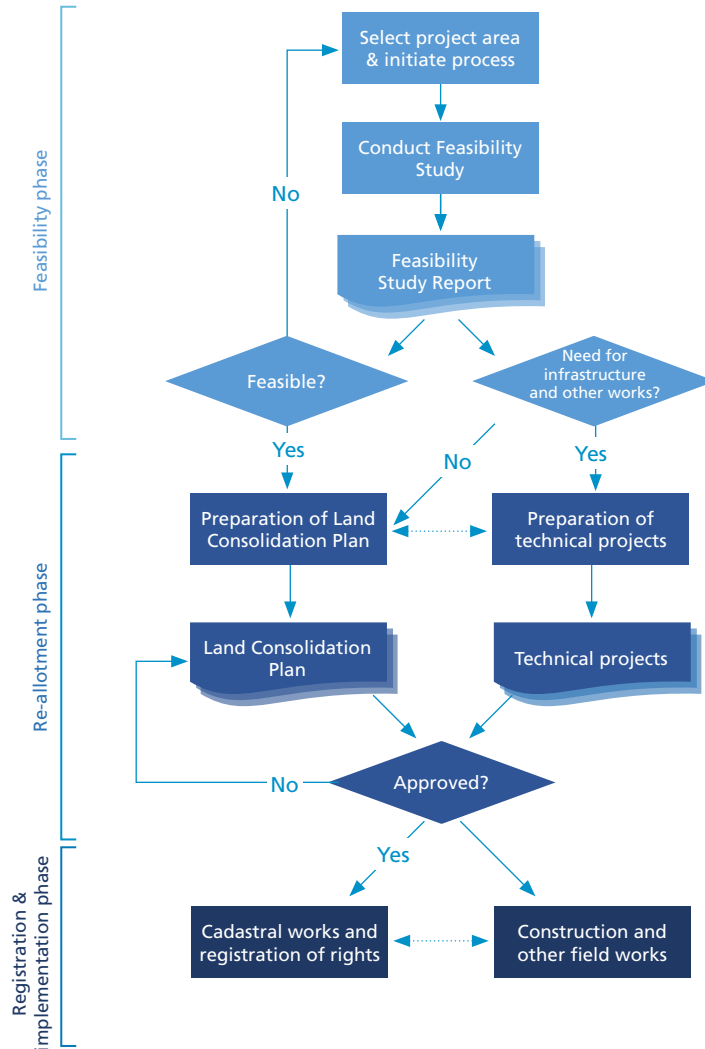 Feasibility phase
Select project area
& initiate process
Conduct Feasibility
Study
No
Feasibility
Study Report
Feasible?
Need for
infrastructure
and other works?
Yes
No
Yes
Re-allotment phase
Preparation of Land
Consolidation Plan
Preparation of
technical projects
Land Consolidation
Plan
Technical projects
No
Approved?
Yes
Registration &
implementation phase
Cadastral works and
registration of rights
Construction and
other field works